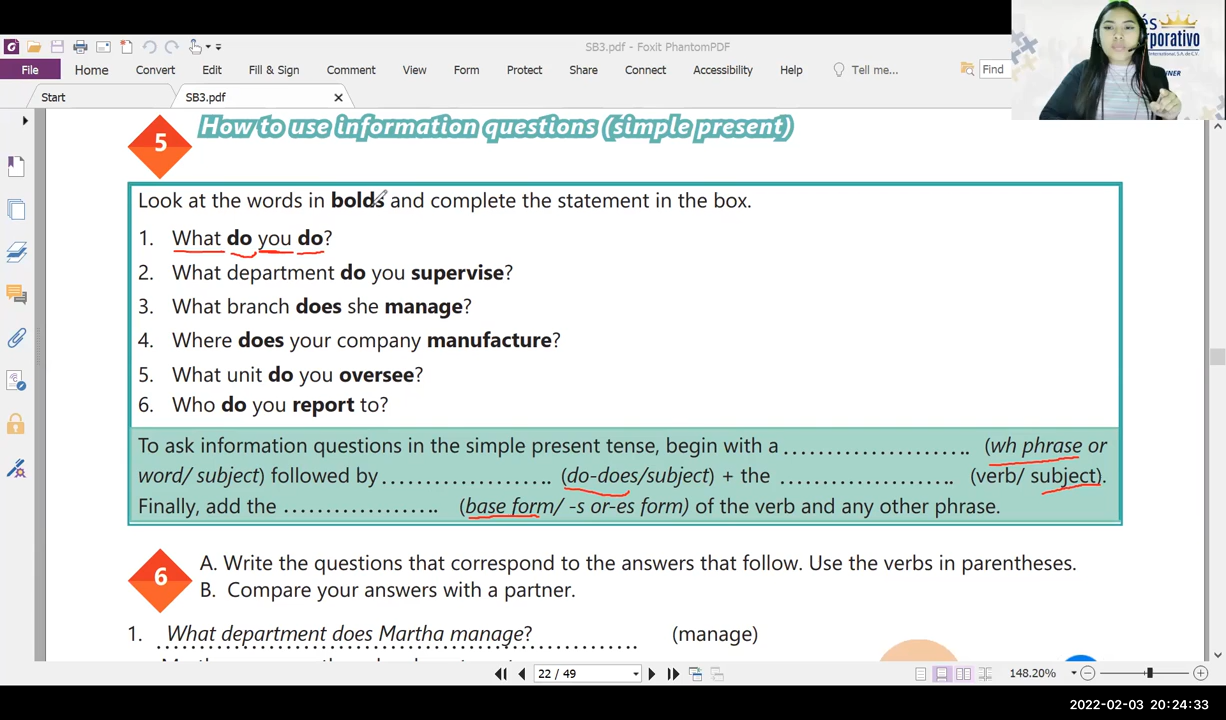 SB3.pdf - Foxit PhantomPDF
File Home Convert Edit Fill & Sign Comment View Form Protect Share Connect Accessibility Help Tell me... Find
Start SB3.pdf
5 How to use information questions (simple present)
Look at the words in bolds and complete the statement in the box.
1. What do you do?
2. What department do you supervise?
3. What branch does she manage?
4. Where does your company manufacture?
5. What unit do you oversee?
6. Who do you report to?
To ask information questions in the simple present tense, begin with a ...................... (wh phrase or
word/ subject) followed by .................... (do-does/subject) + the .................... (verb/ subject).
Finally, add the .................. (base form/ -s or-es form) of the verb and any other phrase.
6 A. Write the questions that correspond to the answers that follow. Use the verbs in parentheses.
B. Compare your answers with a partner.
1. What department does Martha manage? (manage)
22 / 49
148.20%
2022-02-03 20:24:33